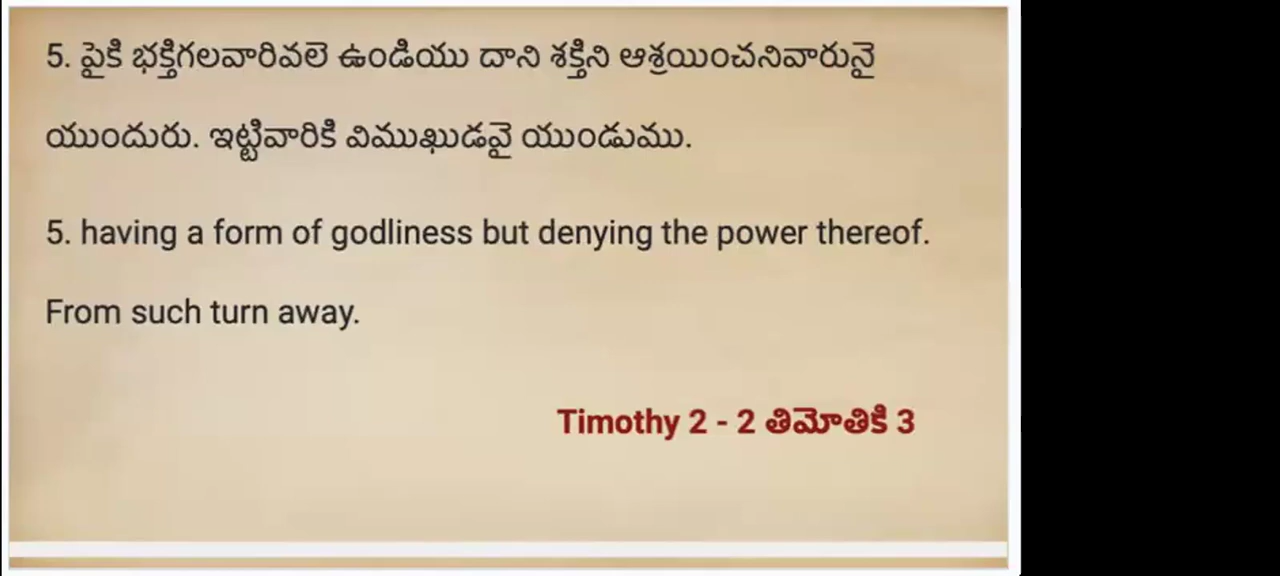 5. పైకి భక్తిగలవారివలె ఉండియు దాని శక్తిని ఆశ్రయించనివారునై
యుందురు. ఇట్టివారికి విముఖుడవై యుండుము.
5. having a form of godliness but denying the power thereof.
From such turn away.
Timothy 2 - 2 తిమోతికి 3